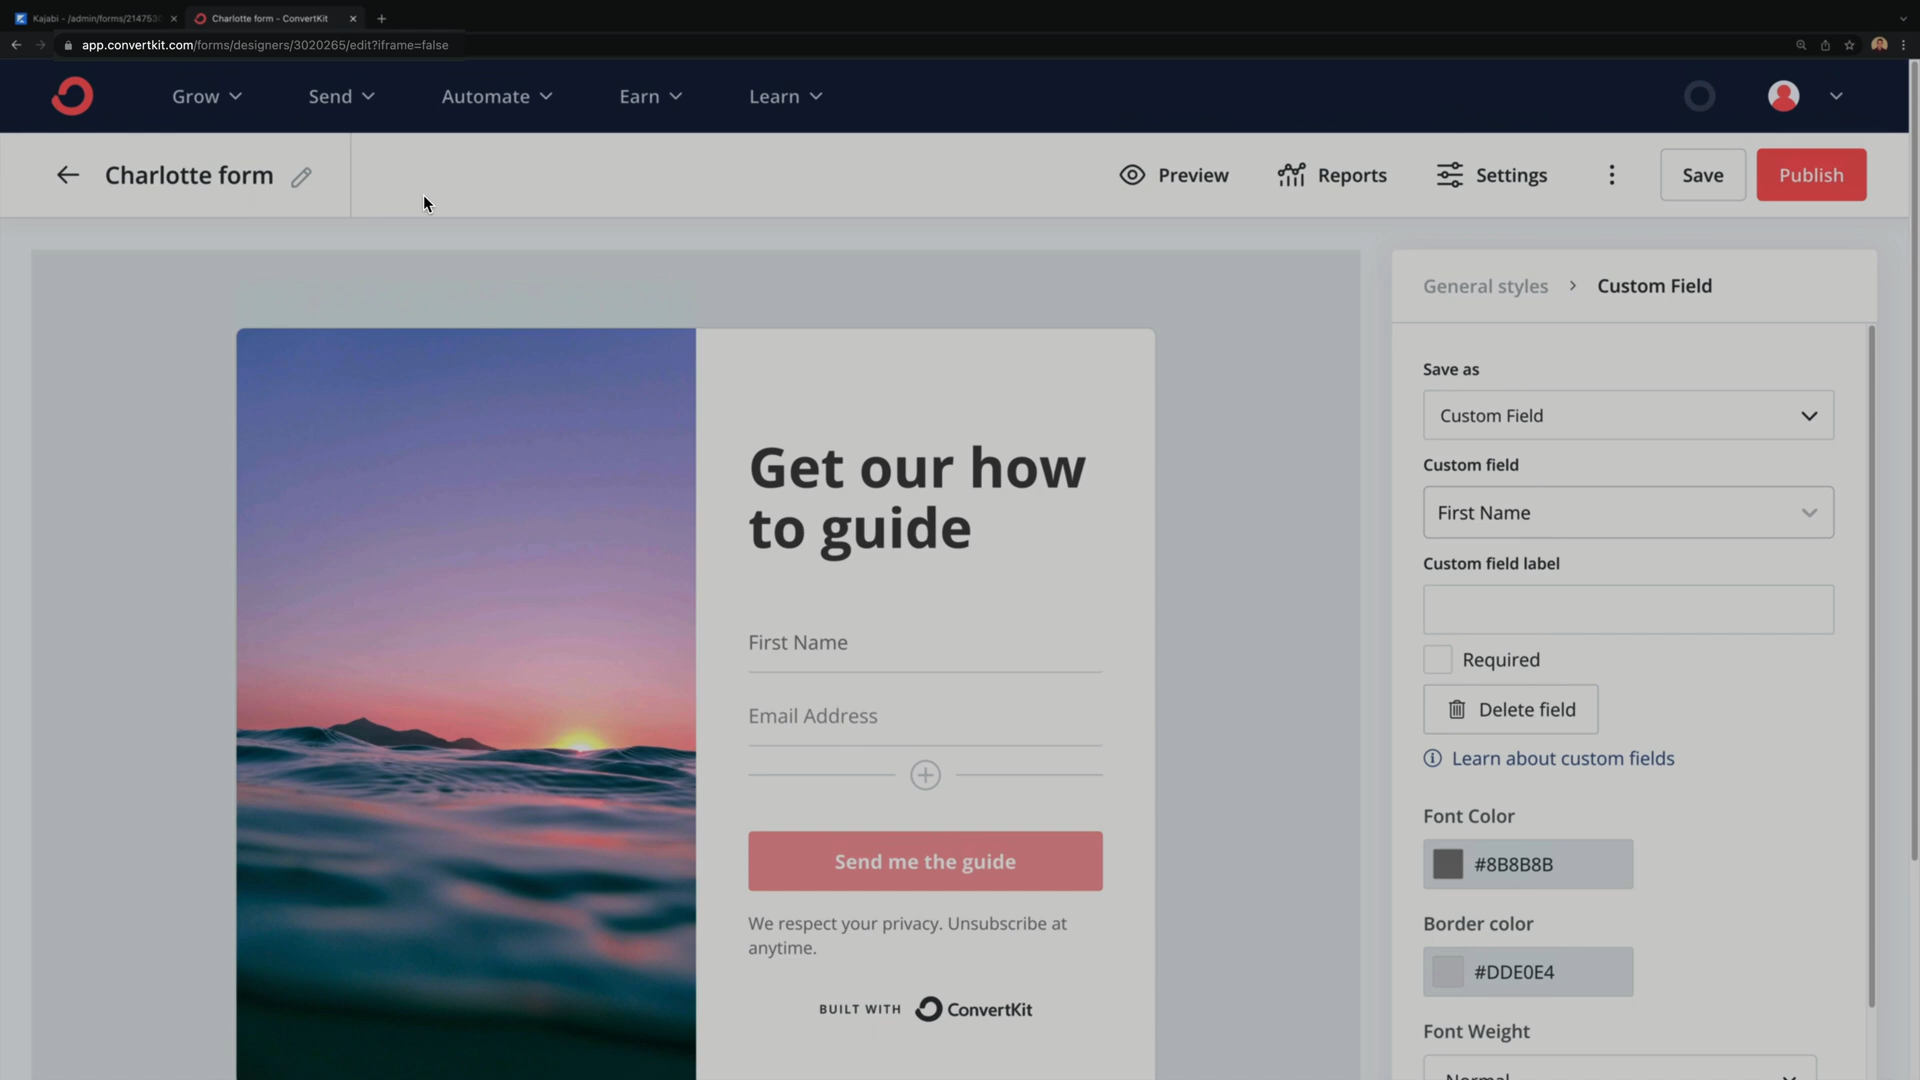 Kajabi - /admin/forms/214753
Charlotte form - ConvertKit
app.convertkit.com/forms/designers/3020265/edit?iframe=false
Grow
Send
Automate
Earn
Learn
Charlotte form
Preview
Reports
Settings
Save
Publish
General styles > Custom Field
Save as
Custom Field
Custom field
First Name
Custom field label
Required
Delete field
Learn about custom fields
Font Color
#8B8B8B
Border color
#DDE0E4
Font Weight
Normal
Get our how
to guide
First Name
Email Address
Send me the guide
We respect your privacy. Unsubscribe at
anytime.
BUILT WITH ConvertKit